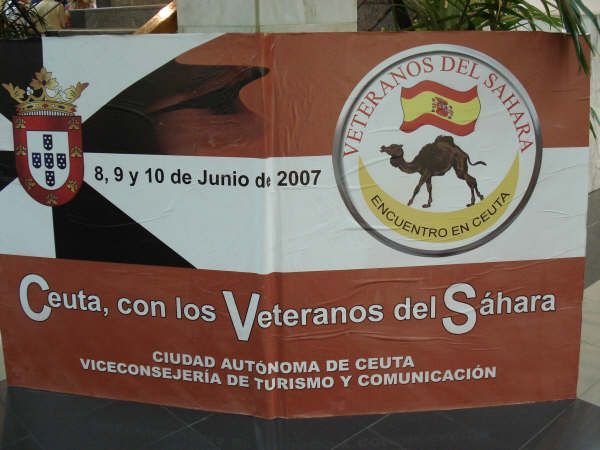 VETERANOS DEL SAHARA
ENCUENTRO EN CEUTA
8, 9 y 10 de Junio de 2007
Ceuta, con los Veteranos del Sáhara
CIUDAD AUTÓNOMA DE CEUTA
VICECONSEJERÍA DE TURISMO Y COMUNICACIÓN